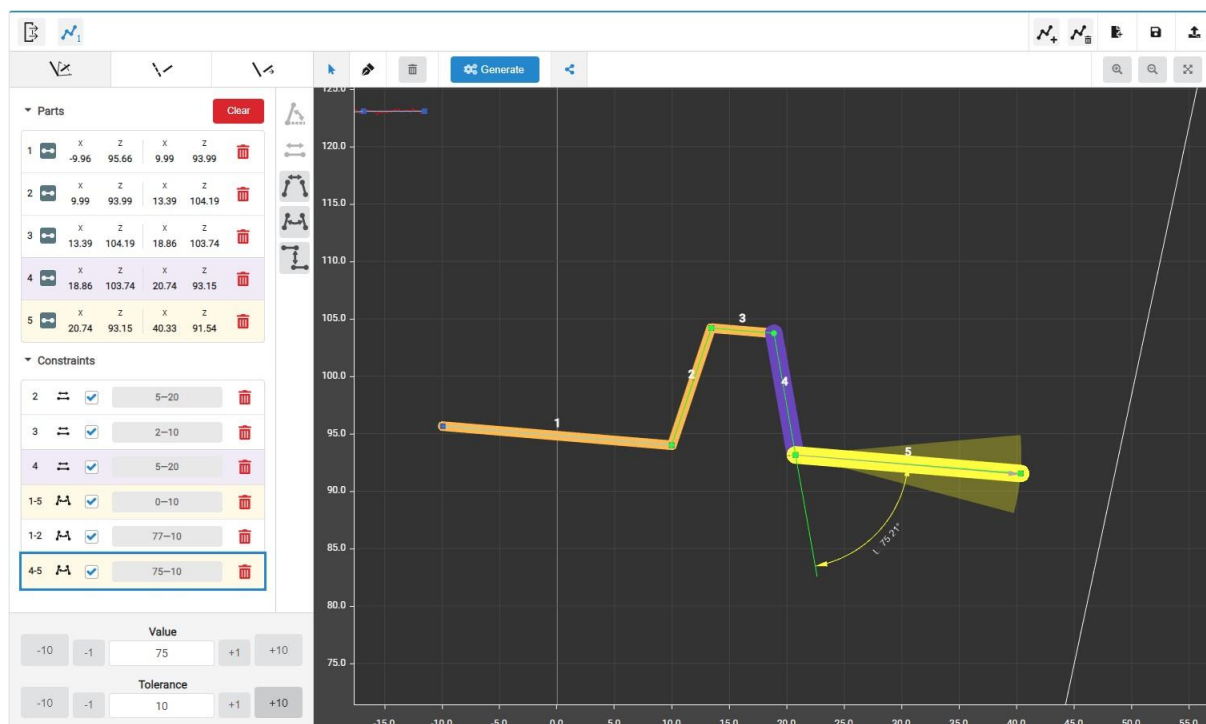 1
Generate
Parts
Clear
X Z X Z
1 -9.96 95.66 9.99 93.99
X Z X Z
2 9.99 93.99 13.39 104.19
X Z X Z
3 13.39 104.19 18.86 103.74
X Z X Z
4 18.86 103.74 20.74 93.15
X Z X Z
5 20.74 93.15 40.33 91.54
Constraints
2 5—20
3 2—10
4 5—20
1-5 0—10
1-2 77—10
4-5 75—10
Value
-10 -1 75 +1 +10
Tolerance
-10 -1 10 +1 +10
125.0
120.0
115.0
110.0
105.0
100.0
95.0
90.0
85.0
80.0
75.0
1
2
3
4
5
L 75.21°
-15.0 -10.0 -5.0 0.0 5.0 10.0 15.0 20.0 25.0 30.0 35.0 40.0 45.0 50.0 55.0